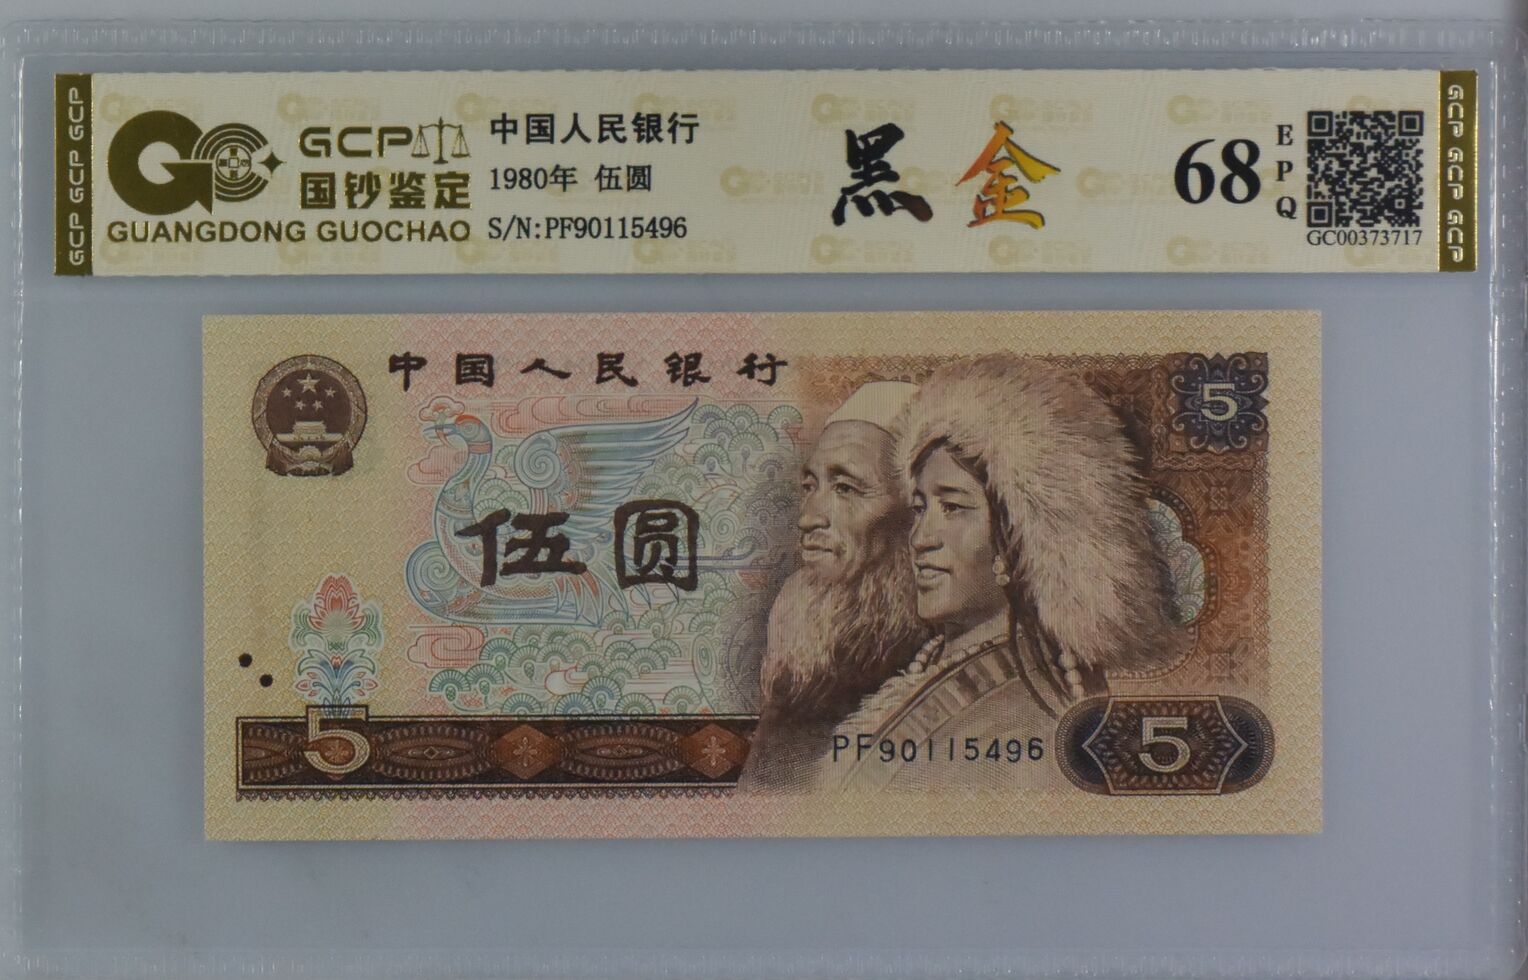 GCP GCP GCP
GCP
国钞鉴定
GUANGDONG GUOCHAO
中国人民银行
1980年 伍圆
S/N:PF90115496
黑金
68
EPQ
GC00373717
GCP GCP GCP
中国人民银行
5
伍圆
5
PF90115496
5